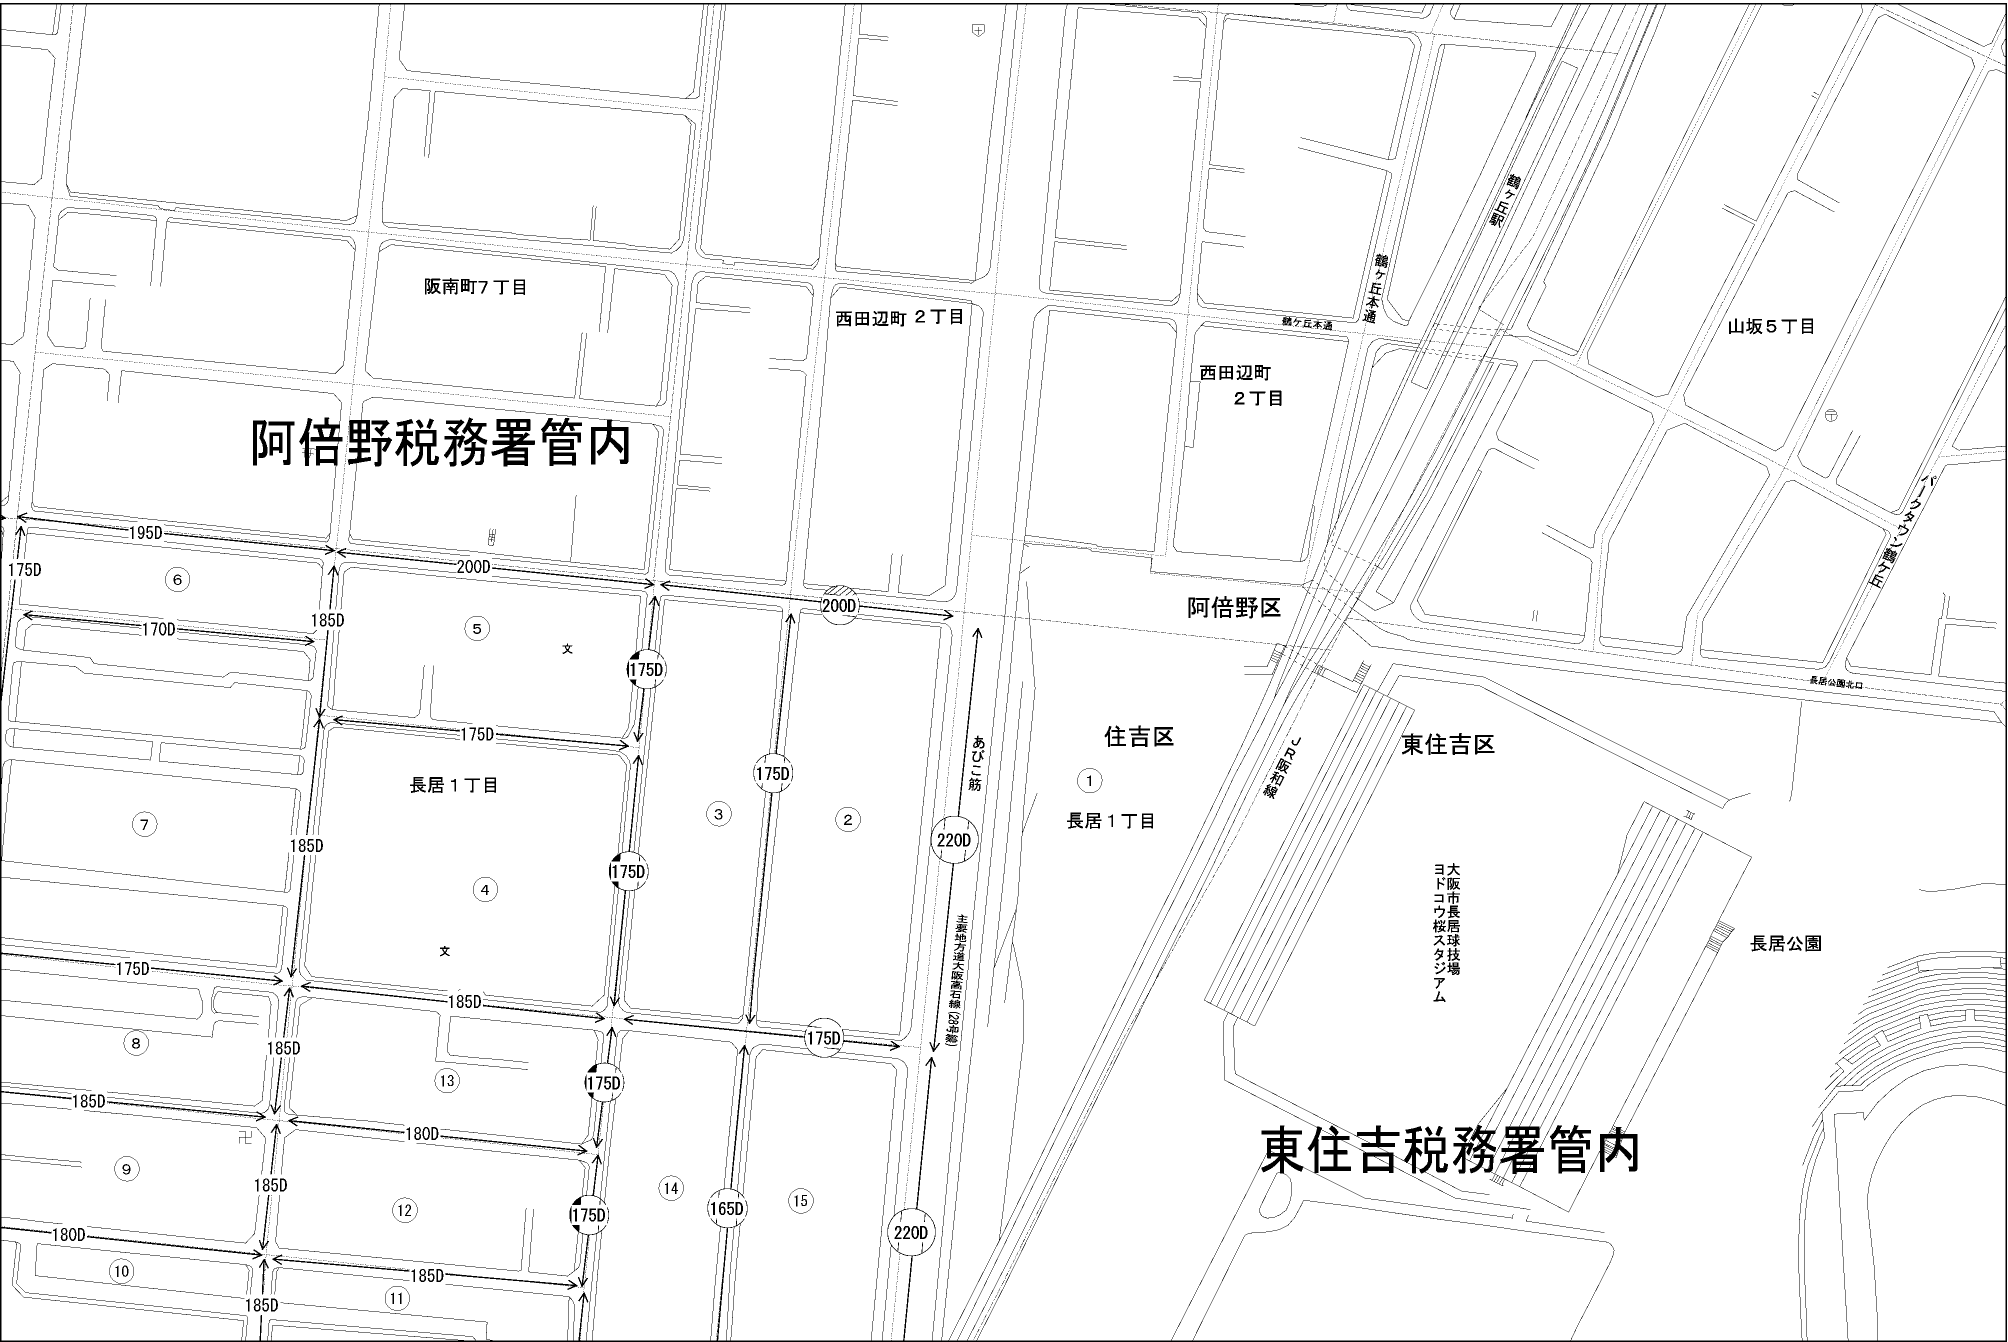 鶴ヶ丘駅
鶴ヶ丘本通
阪南町7丁目
西田辺町 2丁目
鶴ヶ丘本通
山坂5丁目
西田辺町
2丁目
阿倍野税務署管内
パークタウン鶴ケ丘
195D
200D
175D
6
200D
阿倍野区
185D
170D
5
文
175D
長居公園北口
175D
住吉区
東住吉区
あびこ筋
JR阪和線
175D
1
長居1丁目
長居1丁目
7
3
2
185D
220D
175D
4
大阪市長居球技場
ヨドコウ桜スタジアム
文
長居公園
主要地方道大阪高石線(28号線)
175D
185D
175D
8
185D
13
175D
185D
180D
東住吉税務署管内
卍
9
185D
12
14
15
175D
165D
220D
180D
10
185D
11
185D